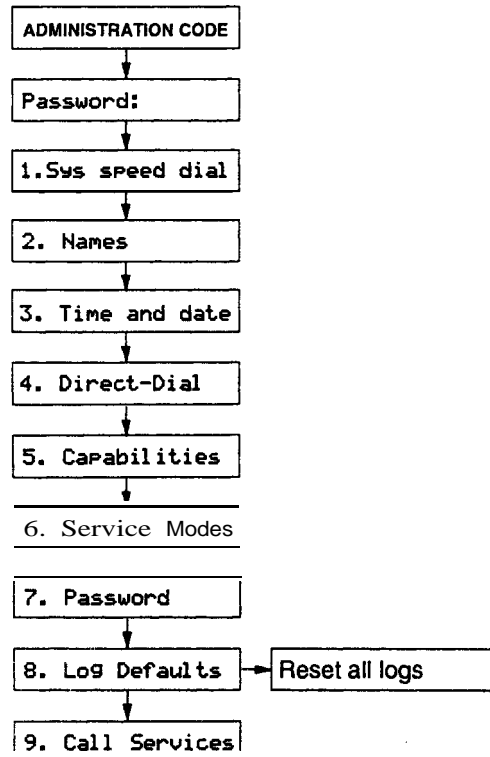 ADMINISTRATION CODE
Password:
1.Sys speed dial
2. Names
3. Time and date
4. Direct-Dial
5. Capabilities
6. Service Modes
7. Password
8. Log Defaults
Reset all logs
9. Call Services